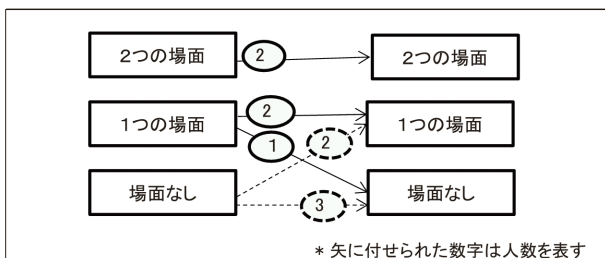 2つの場面 2 2つの場面
2
1つの場面 1つの場面
1 2
場面なし 3 場面なし
* 矢に付せられた数字は人数を表す